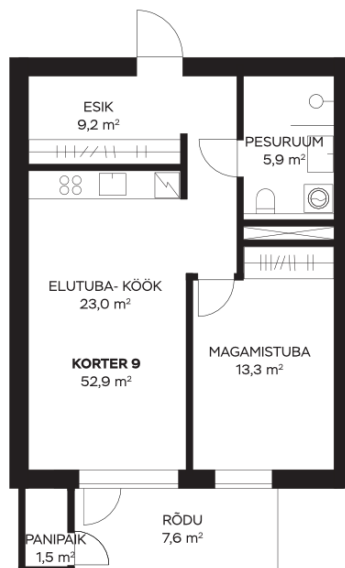 ESIK
9,2 m²
PESURUUM
5,9 m²
ELUTUBA- KÖÖK
23,0 m²
KORTER 9
52,9 m²
MAGAMISTUBA
13,3 m²
RÕDU
7,6 m²
PANIPAIK
1,5 m²